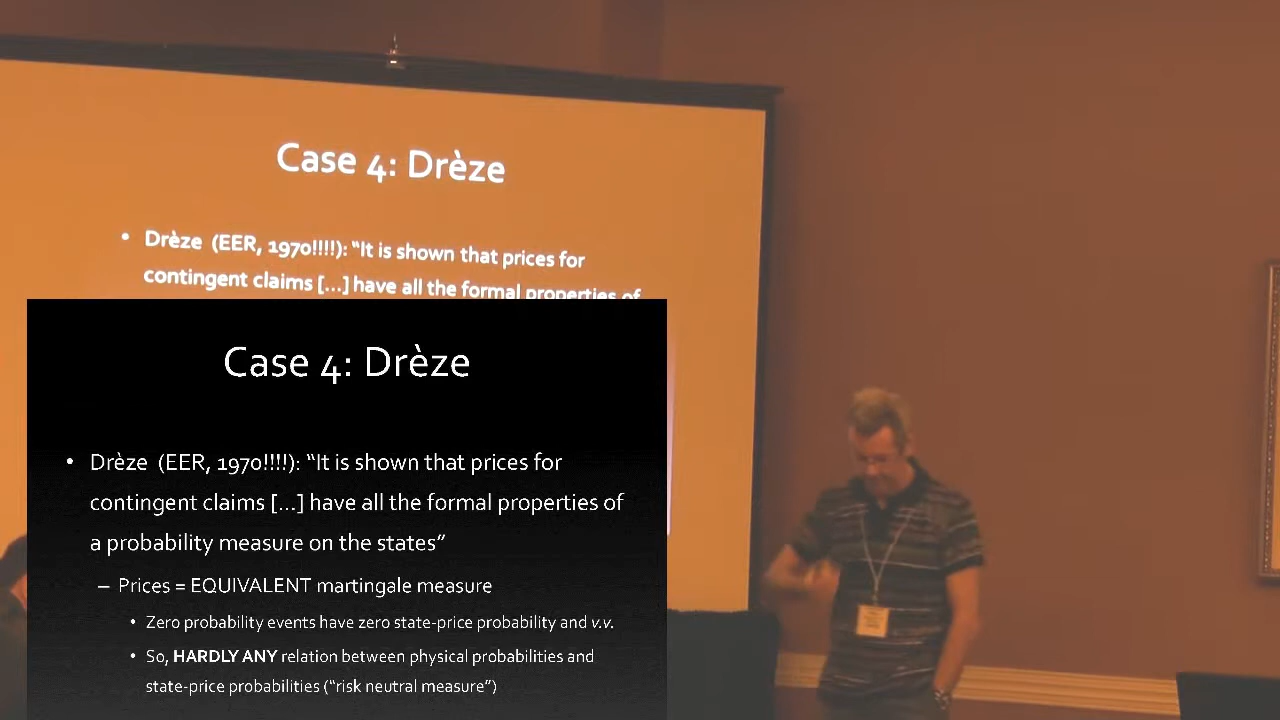 Case 4: Drèze
• Drèze (EER, 1970!!!!): “It is shown that prices for
contingent claims [...] have all the formal properties of
Case 4: Drèze
• Drèze (EER, 1970!!!!): “It is shown that prices for
contingent claims [...] have all the formal properties of
a probability measure on the states”
– Prices = EQUIVALENT martingale measure
• Zero probability events have zero state-price probability and v.v.
• So, HARDLY ANY relation between physical probabilities and
state-price probabilities (“risk neutral measure”)